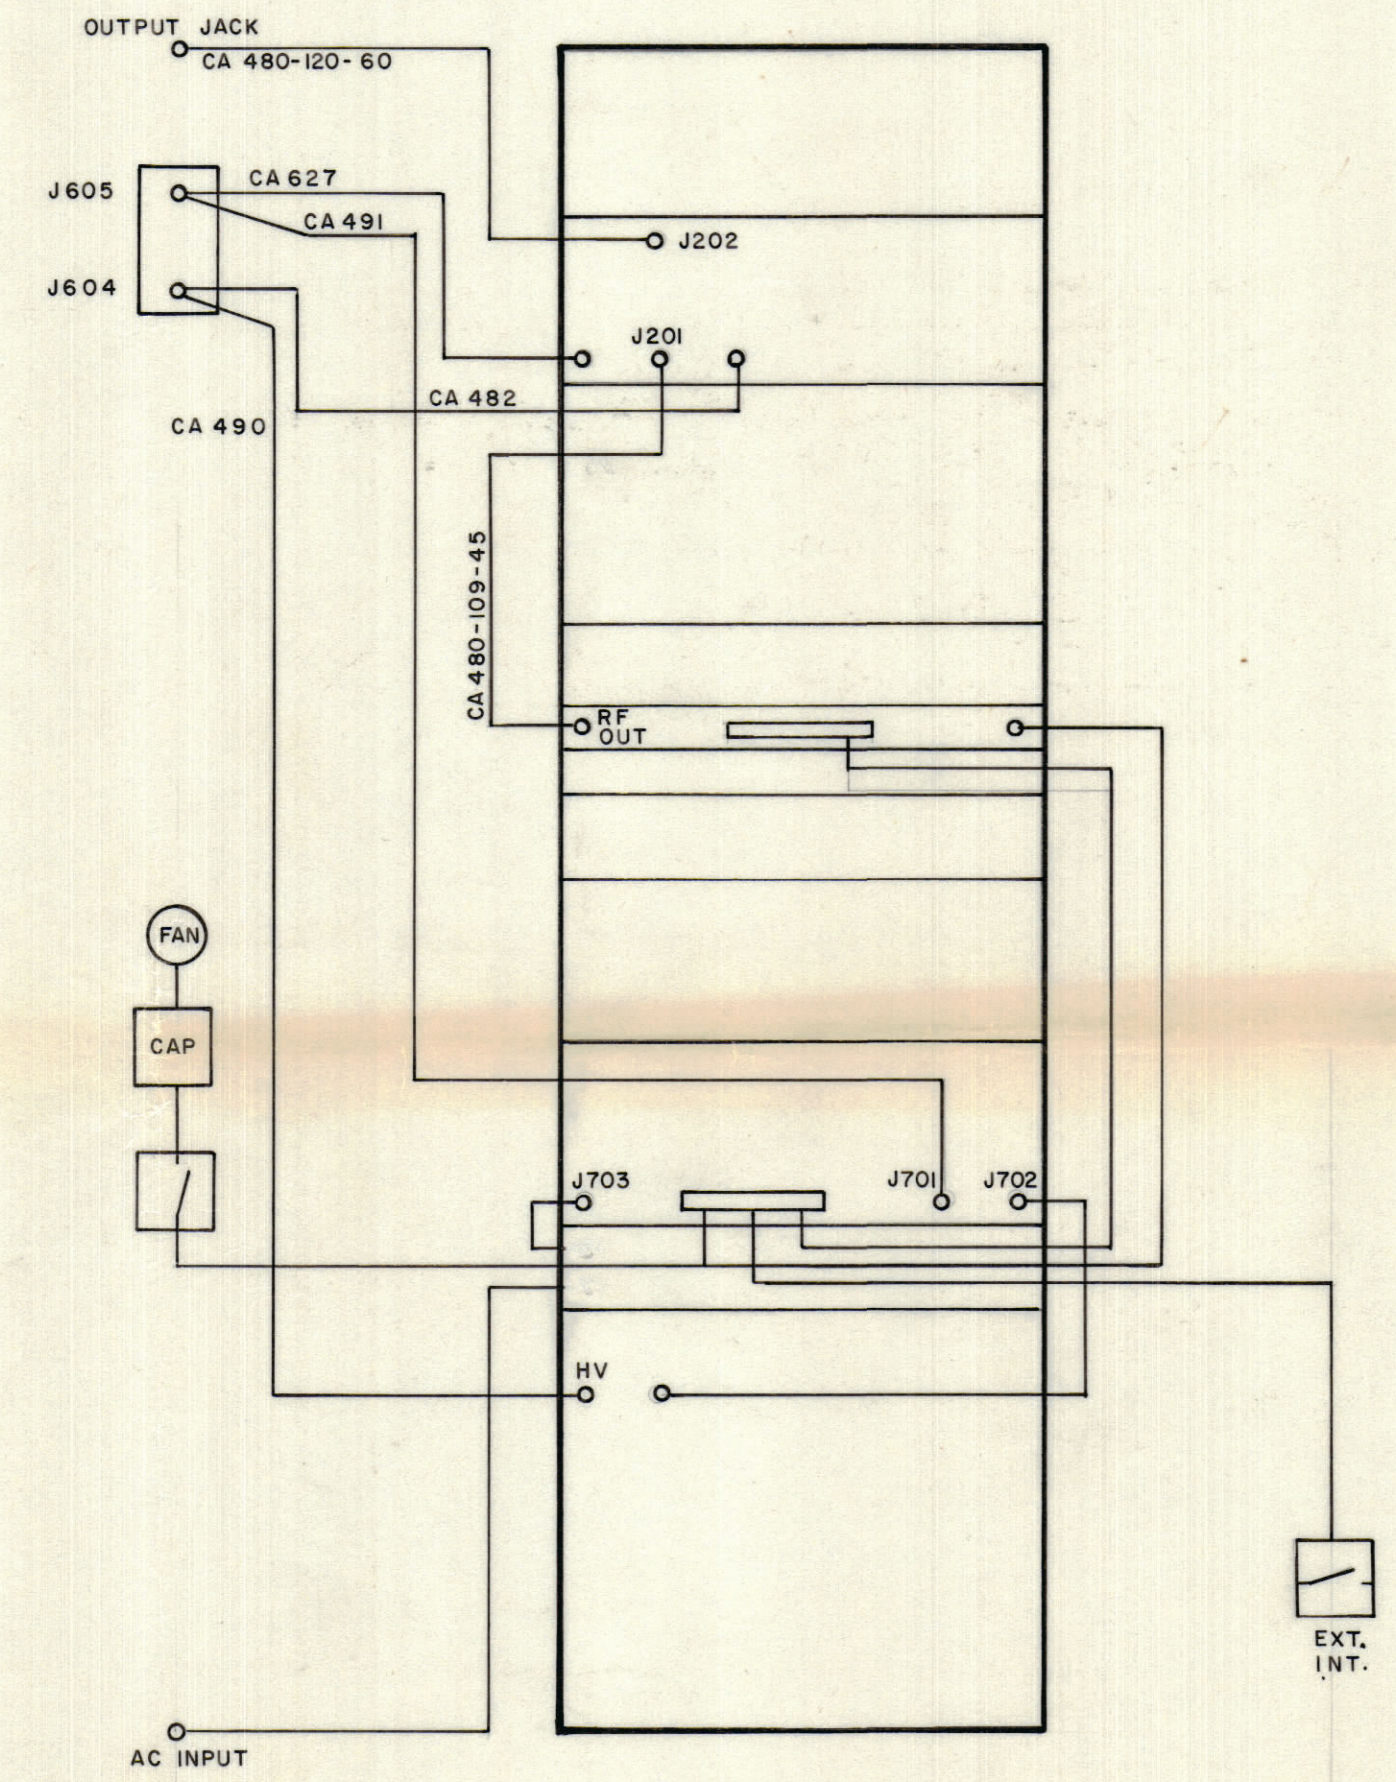 OUTPUT JACK
CA 480-120-60
J605
CA 627
CA 491
J202
J604
J201
CA 482
CA 490
CA 480-109-45
RF
OUT
FAN
CAP
J703
J701
J702
HV
EXT.
INT.
AC INPUT